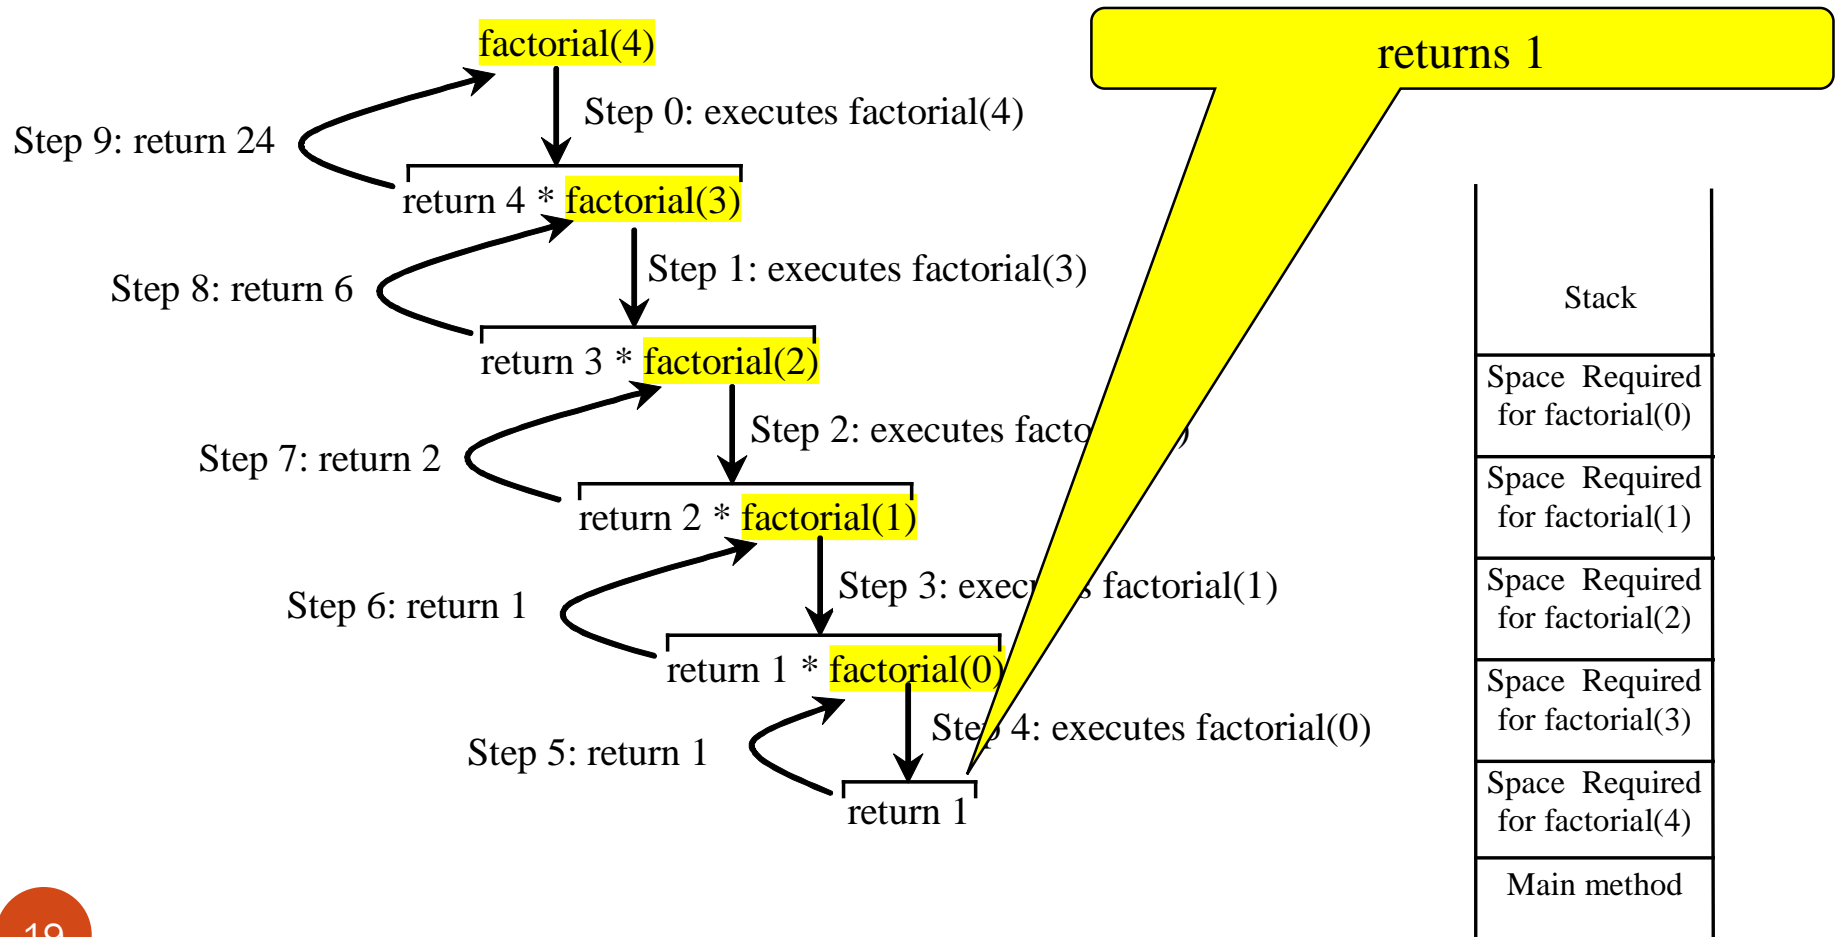 returns 1
factorial(4)
Step 0: executes factorial(4)
Step 9: return 24
return 4 * factorial(3)
Step 1: executes factorial(3)
Step 8: return 6
return 3 * factorial(2)
Step 2: executes
Step 7: return 2
return 2 * factorial(1)
Step 3: factorial(1)
Step 6: return 1
return 1 * factorial(0)
Step 4: executes factorial(0)
Step 5: return 1
return 1
Stack
Space Required
for factorial(0)
Space Required
for factorial(1)
Space Required
for factorial(2)
Space Required
for factorial(3)
Space Required
for factorial(4)
Main method
19